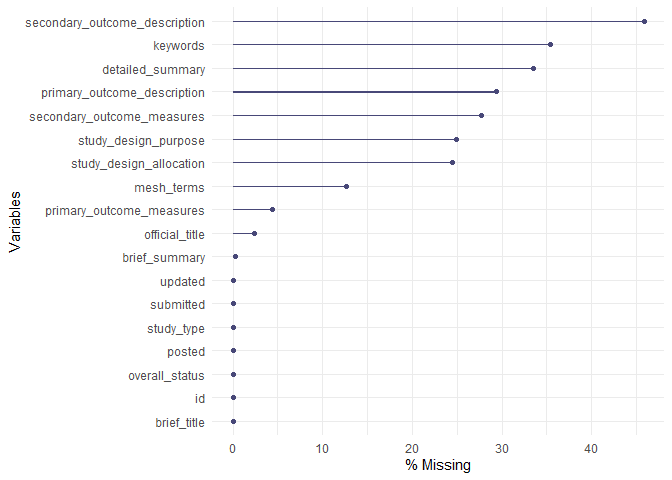 secondary_outcome_description
keywords
detailed_summary
primary_outcome_description
secondary_outcome_measures
study_design_purpose
study_design_allocation
mesh_terms
primary_outcome_measures
official_title
brief_summary
updated
submitted
study_type
posted
overall_status
id
brief_title
Variables
0 10 20 30 40
% Missing